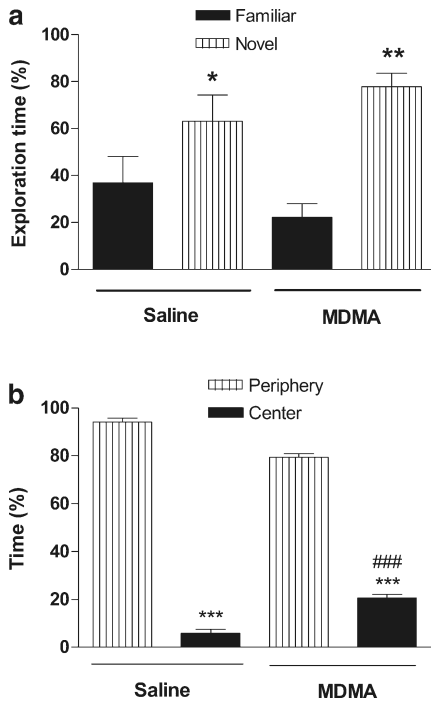 a
Familiar
Novel
Exploration time (%)
100
80
60
40
20
0
*
**
Saline
MDMA
b
Periphery
Center
Time (%)
100
80
60
40
20
0
***
###
***
Saline
MDMA